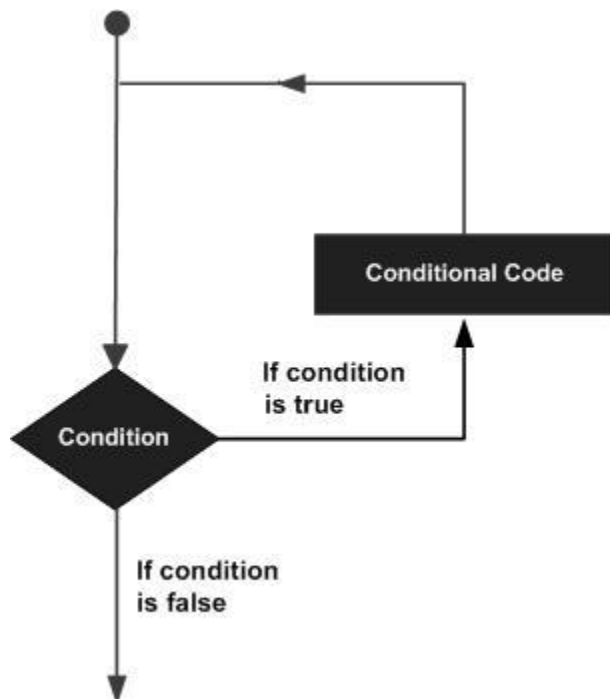 Conditional Code
If condition
is true
Condition
If condition
is false